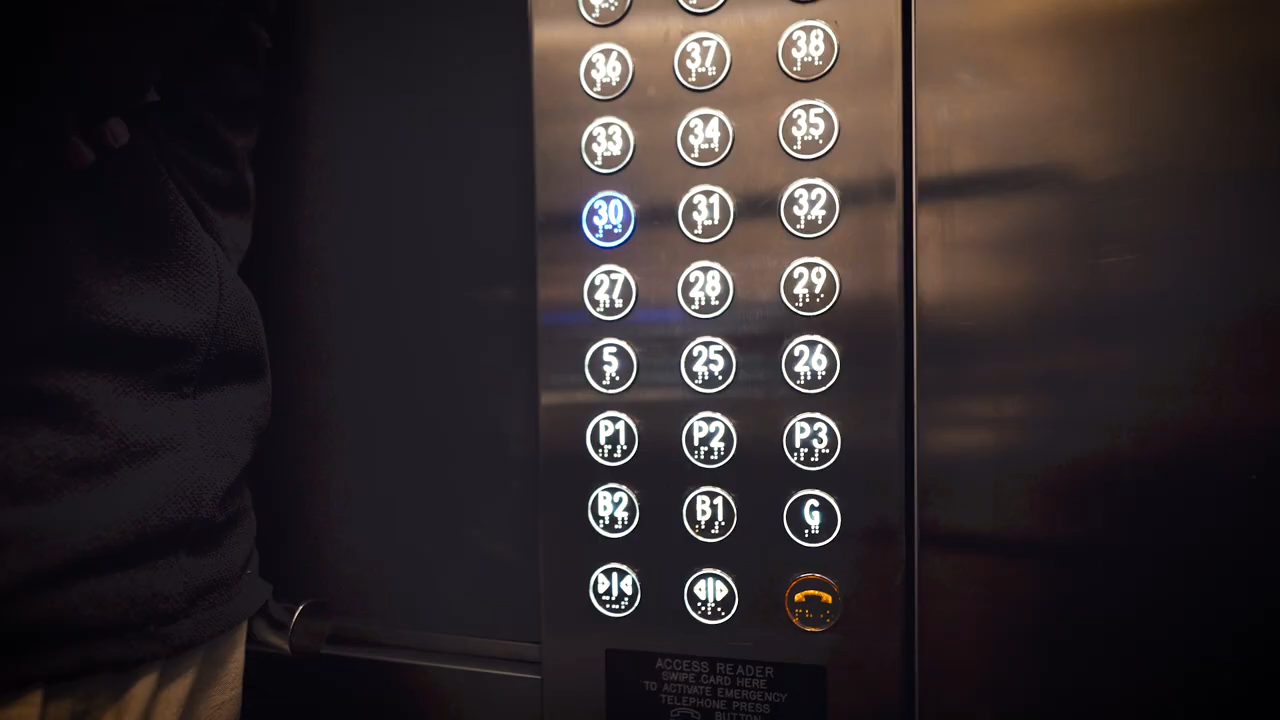 36 37 38
33 34 35
30 31 32
27 28 29
5 25 26
P1 P2 P3
B2 B1 G
ACCESS READER
SWIPE CARD HERE
TO ACTIVATE EMERGENCY
TELEPHONE PRESS
BUTTON